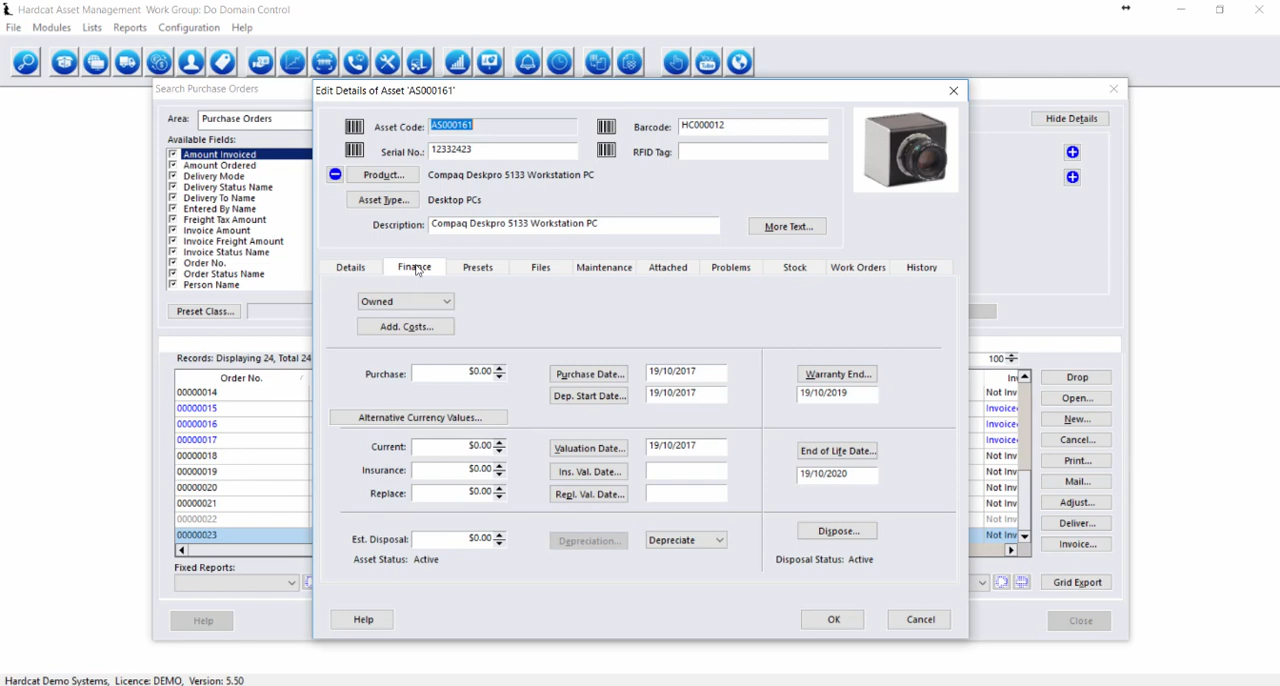 Hardcat Asset Management Work Group: Do Domain Control
File Modules Lists Reports Configuration Help
Search Purchase Orders
Area: Purchase Orders
Available Fields:
Amount Invoiced
Amount Ordered
Delivery Mode
Delivery Status Name
Delivery To Name
Entered By Name
Freight Tax Amount
Invoice Amount
Invoice Freight Amount
Invoice Status Name
Order No.
Order Status Name
Person Name
Preset Class...
Records: Displaying 24, Total 24
Order No.
00000014
00000015
00000016
00000017
00000018
00000019
00000020
00000021
00000022
00000023
Fixed Reports:
Help
Edit Details of Asset 'AS000161'
Asset Code: AS000161 Barcode: HC000012
Serial No.: 12332423 RFID Tag:
Product... Compaq Deskpro 5133 Workstation PC
Asset Type... Desktop PCs
Description: Compaq Deskpro 5133 Workstation PC More Text...
Details Finance Presets Files Maintenance Attached Problems Stock Work Orders History
Owned
Add. Costs...
Purchase: $0.00 Purchase Date... 19/10/2017 Warranty End...
Dep. Start Date... 19/10/2017 19/10/2019
Alternative Currency Values...
Current: $0.00 Valuation Date... 19/10/2017 End of Life Date...
Insurance: $0.00 Ins. Val. Date... 19/10/2020
Replace: $0.00 Repl. Val. Date...
Est. Disposal: $0.00 Depreciation... Depreciate Dispose...
Asset Status: Active Disposal Status: Active
Help OK Cancel
Hide Details
100
Inv
Not Inv
Invoice
Invoice
Invoice
Not Inv
Not Inv
Not Inv
Not Inv
Not Inv
Not Inv
Drop
Open...
New...
Cancel...
Print...
Mail...
Adjust...
Deliver...
Invoice...
Grid Export
Close
Hardcat Demo Systems, Licence: DEMO, Version: 5.50